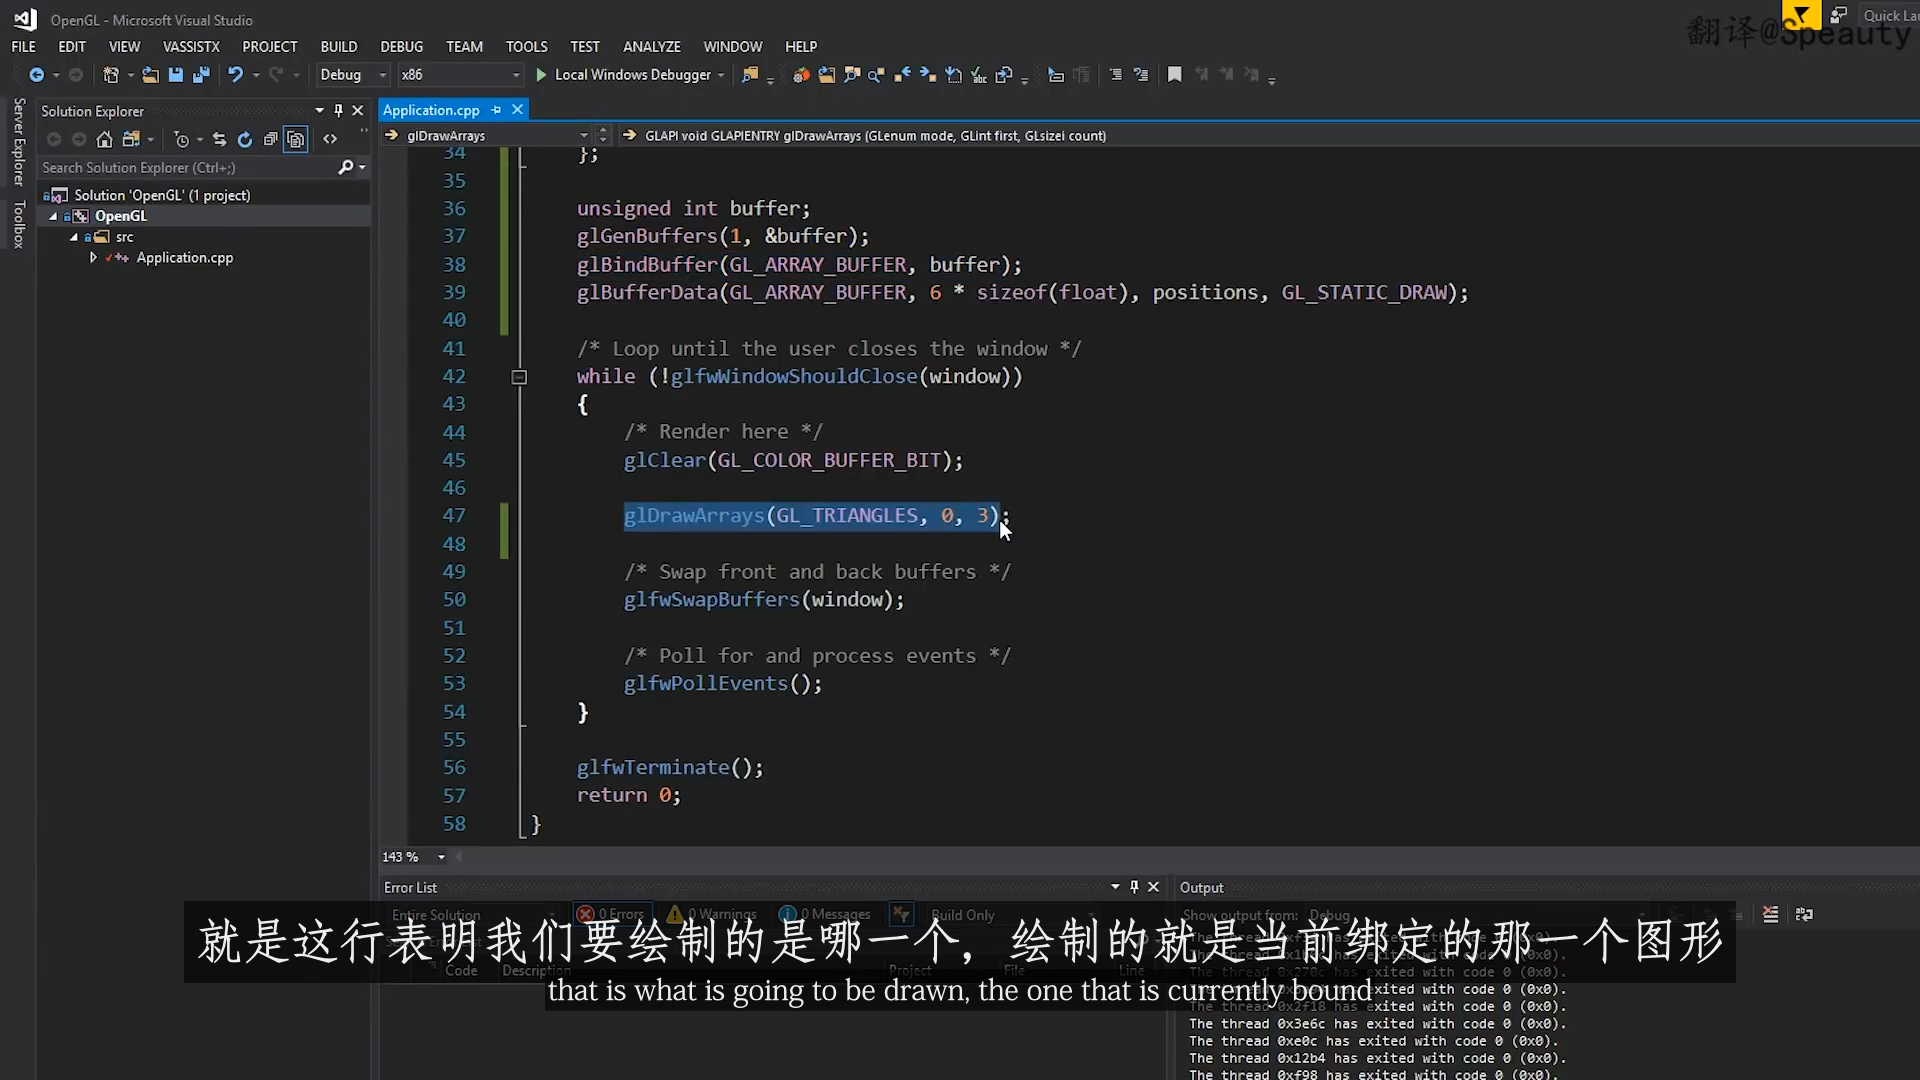 OpenGL - Microsoft Visual Studio
Quick Lau
翻译@Speauty
FILE EDIT VIEW VASSISTX PROJECT BUILD DEBUG TEAM TOOLS TEST ANALYZE WINDOW HELP
Debug x86 Local Windows Debugger
Server Explorer
Toolbox
Solution Explorer
Search Solution Explorer (Ctrl+;)
Solution 'OpenGL' (1 project)
OpenGL
src
Application.cpp
Application.cpp
glDrawArrays GLAPI void GLAPIENTRY glDrawArrays (GLenum mode, GLint first, GLsizei count)
34 };
35
36 unsigned int buffer;
37 glGenBuffers(1, &buffer);
38 glBindBuffer(GL_ARRAY_BUFFER, buffer);
39 glBufferData(GL_ARRAY_BUFFER, 6 * sizeof(float), positions, GL_STATIC_DRAW);
40
41 /* Loop until the user closes the window */
42 while (!glfwWindowShouldClose(window))
43 {
44 /* Render here */
45 glClear(GL_COLOR_BUFFER_BIT);
46
47 glDrawArrays(GL_TRIANGLES, 0, 3);
48
49 /* Swap front and back buffers */
50 glfwSwapBuffers(window);
51
52 /* Poll for and process events */
53 glfwPollEvents();
54 }
55
56 glfwTerminate();
57 return 0;
58 }
143 %
Error List
Entire Solution 0 Errors 0 Warnings 0 Messages Build Only
Code Description Project File Line
Output
Show output from: Debug
就是这行表明我们要绘制的是哪一个，绘制的就是当前绑定的那一个图形
that is what is going to be drawn, the one that is currently bound
The thread 0x270c has exited with code 0 (0x0).
The thread 0x2f18 has exited with code 0 (0x0).
The thread 0x3e6c has exited with code 0 (0x0).
The thread 0xe0c has exited with code 0 (0x0).
The thread 0x12b4 has exited with code 0 (0x0).
The thread 0xf98 has exited with code 0 (0x0).